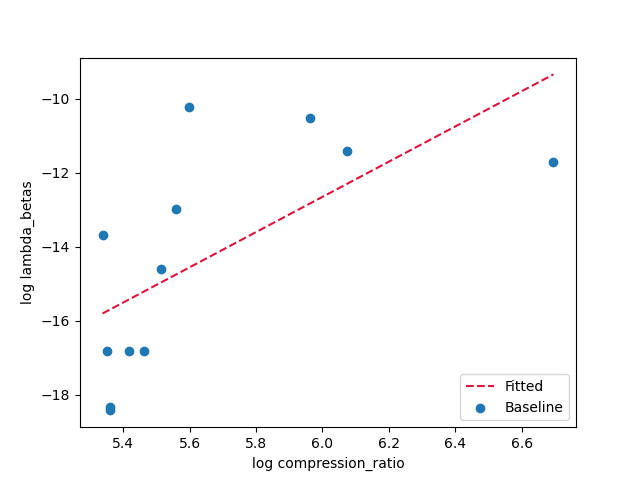 −10
−12
−14
−16
−18
log lambda_betas
5.4 5.6 5.8 6.0 6.2 6.4 6.6
log compression_ratio
Fitted
Baseline